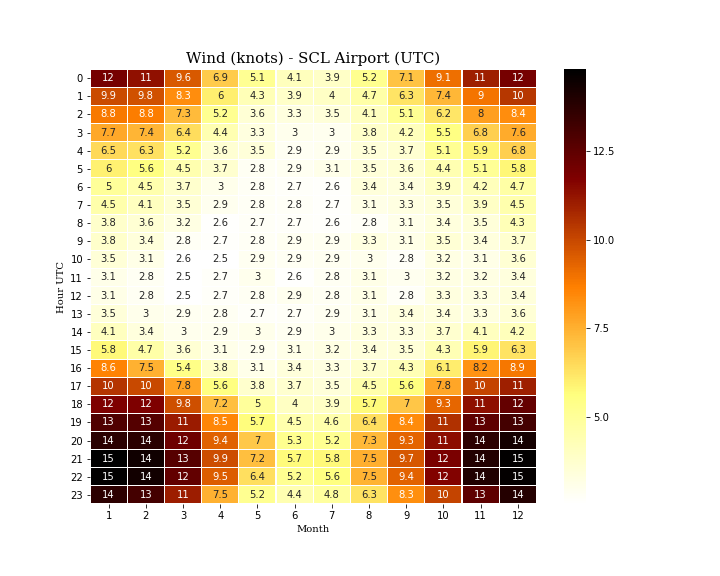 Wind (knots) - SCL Airport (UTC)
0 12 11 9.6 6.9 5.1 4.1 3.9 5.2 7.1 9.1 11 12
1 9.9 9.8 8.3 6 4.3 3.9 4 4.7 6.3 7.4 9 10
2 8.8 8.8 7.3 5.2 3.6 3.3 3.5 4.1 5.1 6.2 8 8.4
3 7.7 7.4 6.4 4.4 3.3 3 3 3.8 4.2 5.5 6.8 7.6
4 6.5 6.3 5.2 3.6 3.5 2.9 2.9 3.5 3.7 5.1 5.9 6.8
5 6 5.6 4.5 3.7 2.8 2.9 3.1 3.5 3.6 4.4 5.1 5.8
6 5 4.5 3.7 3 2.8 2.7 2.6 3.4 3.4 3.9 4.2 4.7
7 4.5 4.1 3.5 2.9 2.8 2.8 2.7 3.1 3.3 3.5 3.9 4.5
8 3.8 3.6 3.2 2.6 2.7 2.7 2.6 2.8 3.1 3.4 3.5 4.3
9 3.8 3.4 2.8 2.7 2.8 2.9 2.9 3.3 3.1 3.5 3.4 3.7
10 3.5 3.1 2.6 2.5 2.9 2.9 2.9 3 2.8 3.2 3.1 3.6
11 3.1 2.8 2.5 2.7 3 2.6 2.8 3.1 3 3.2 3.2 3.4
12 3.1 2.8 2.5 2.7 2.8 2.9 2.8 3.1 2.8 3.3 3.3 3.4
13 3.5 3 2.9 2.8 2.7 2.7 2.9 3.1 3.4 3.4 3.3 3.6
14 4.1 3.4 3 2.9 3 2.9 3 3.3 3.3 3.7 4.1 4.2
15 5.8 4.7 3.6 3.1 2.9 3.1 3.2 3.4 3.5 4.3 5.9 6.3
16 8.6 7.5 5.4 3.8 3.1 3.4 3.3 3.7 4.3 6.1 8.2 8.9
17 10 10 7.8 5.6 3.8 3.7 3.5 4.5 5.6 7.8 10 11
18 12 12 9.8 7.2 5 4 3.9 5.7 7 9.3 11 12
19 13 13 11 8.5 5.7 4.5 4.6 6.4 8.4 11 13 13
20 14 14 12 9.4 7 5.3 5.2 7.3 9.3 11 14 14
21 15 14 13 9.9 7.2 5.7 5.8 7.5 9.7 12 14 15
22 15 14 12 9.5 6.4 5.2 5.6 7.5 9.4 12 14 15
23 14 13 11 7.5 5.2 4.4 4.8 6.3 8.3 10 13 14
1 2 3 4 5 6 7 8 9 10 11 12
Month
Hour UTC
12.5
10.0
7.5
5.0